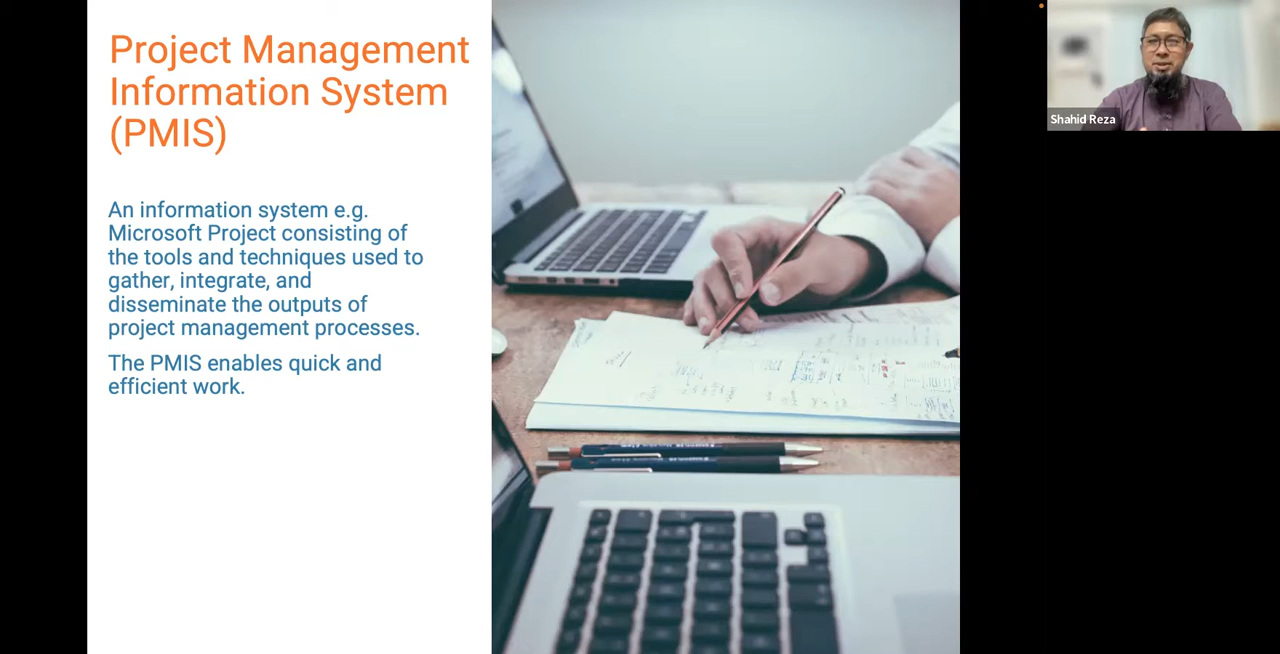 Project Management
Information System
(PMIS)
An information system e.g.
Microsoft Project consisting of
the tools and techniques used to
gather, integrate, and
disseminate the outputs of
project management processes.
The PMIS enables quick and
efficient work.
Shahid Reza